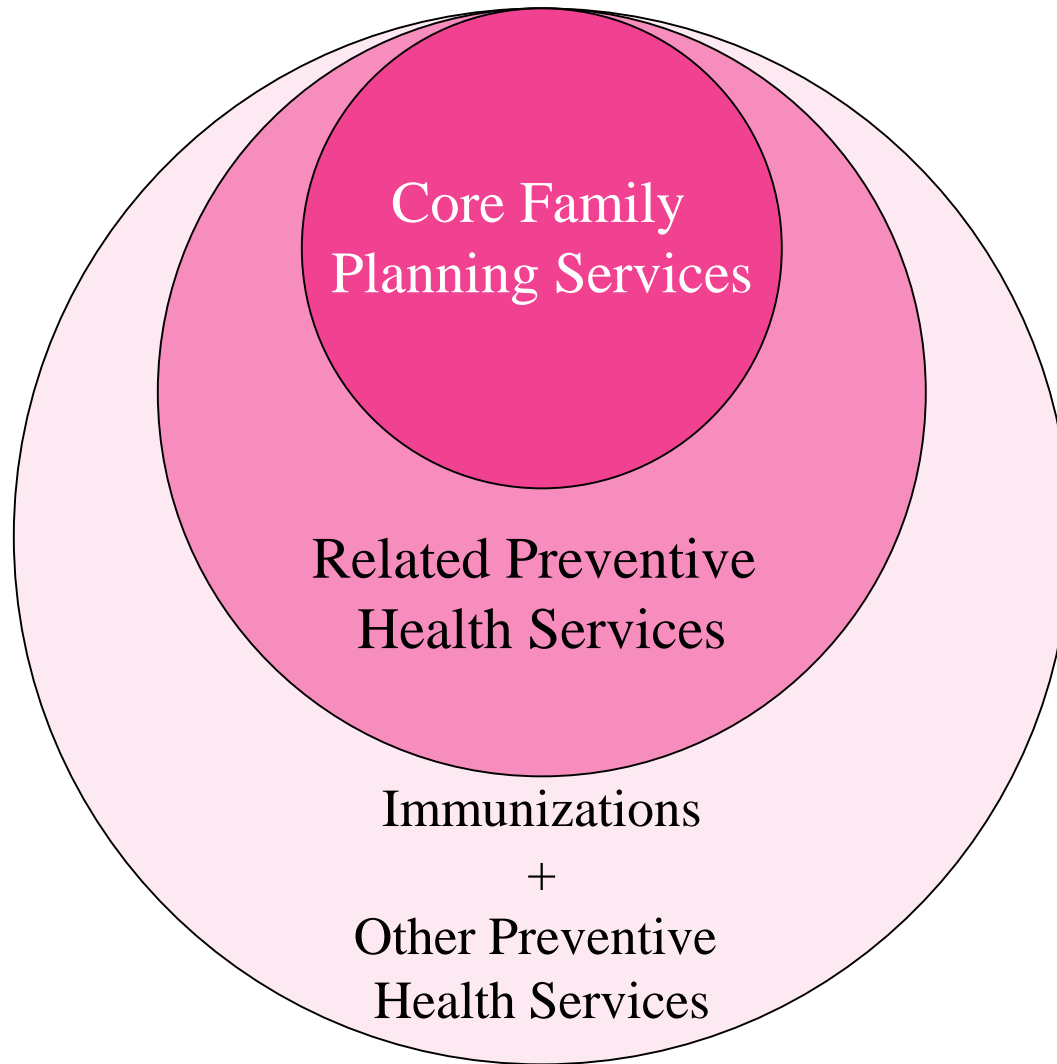 Core Family
Planning Services
Related Preventive
Health Services
Immunizations
+
Other Preventive
Health Services